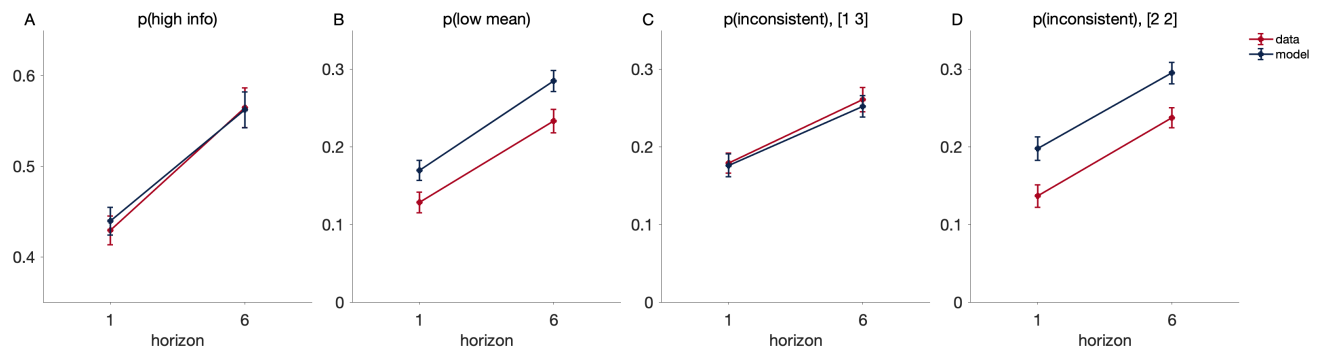 A p(high info)
0.6
0.5
0.4
1 6
horizon
B p(low mean)
0.3
0.2
0.1
0
1 6
horizon
C p(inconsistent), [1 3]
0.3
0.2
0.1
0
1 6
horizon
D p(inconsistent), [2 2]
0.3
0.2
0.1
0
1 6
horizon
data
model